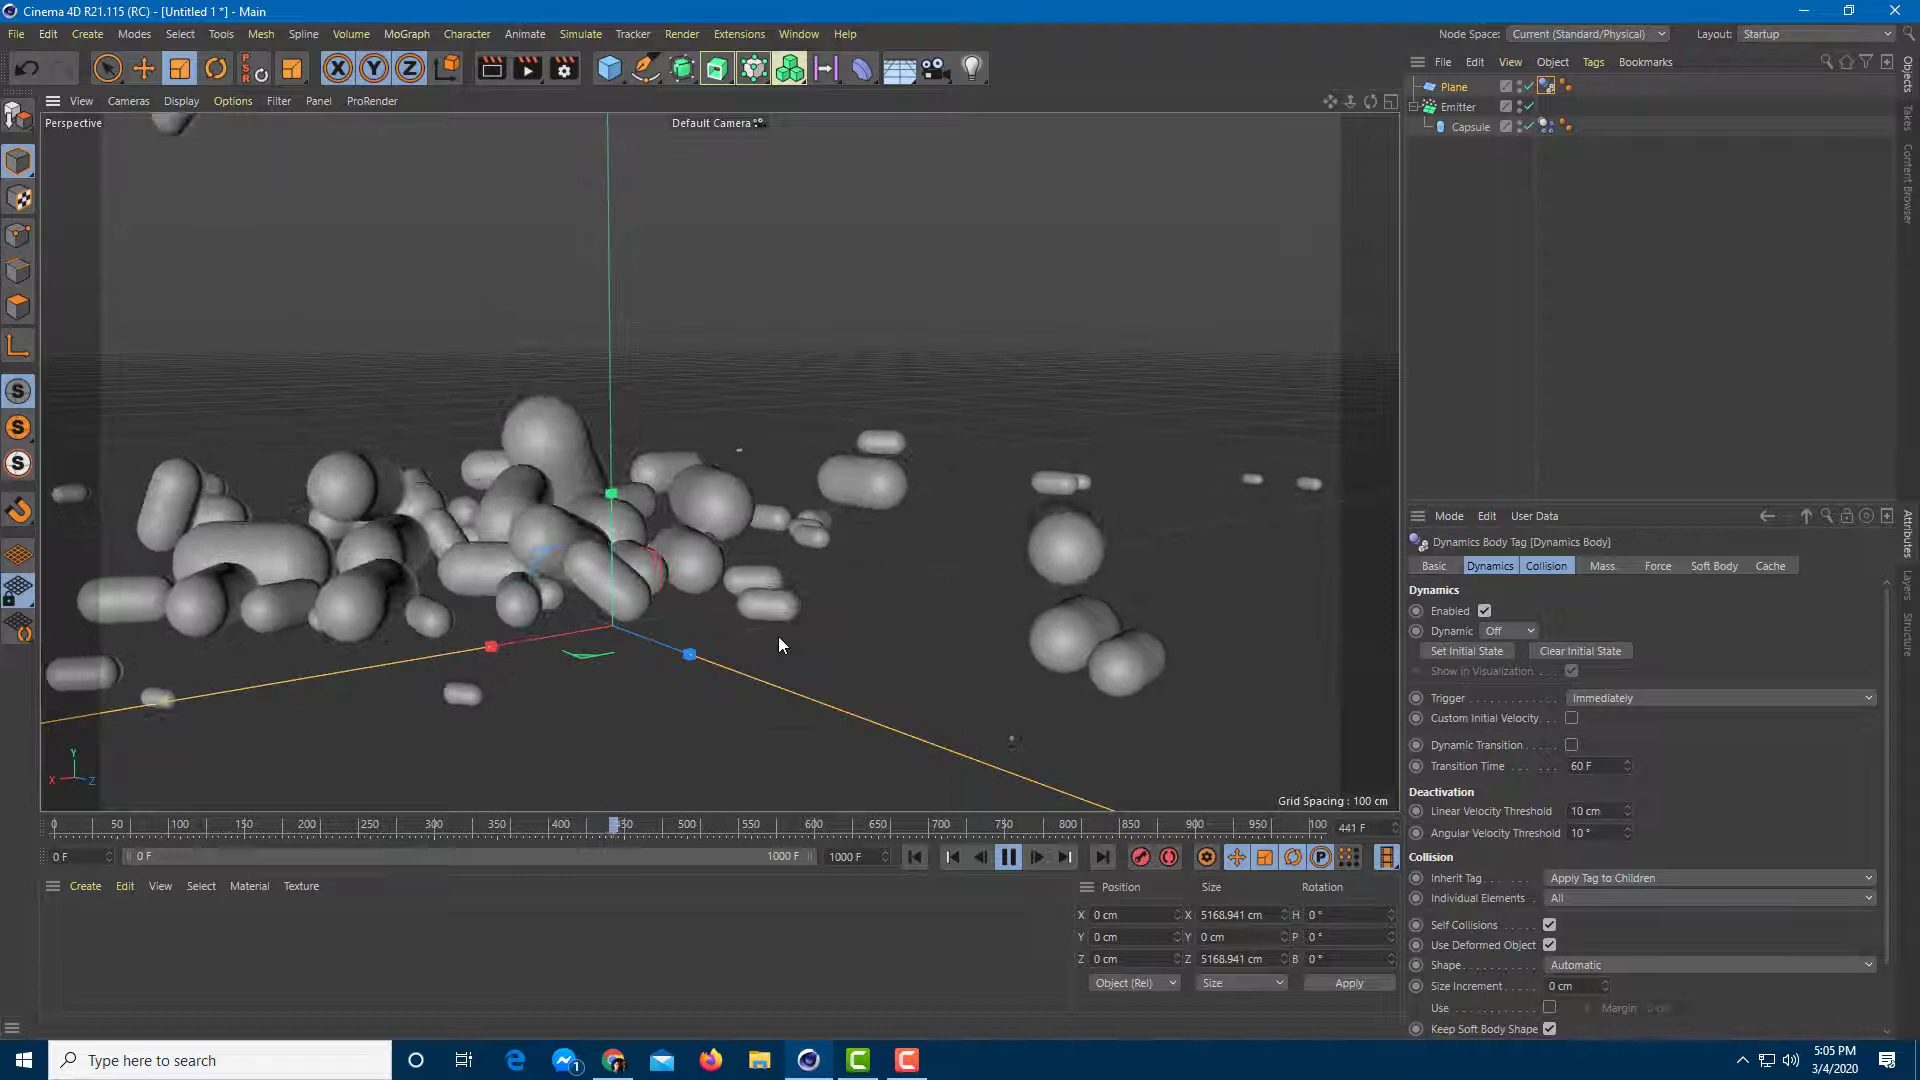 Cinema 4D R21.115 (RC) - [Untitled 1 *] - Main
File Edit Create Modes Select Tools Mesh Spline Volume MoGraph Character Animate Simulate Tracker Render Extensions Window Help
Node Space: Current (Standard/Physical) Layout: Startup
P S R X Y Z
File Edit View Object Tags Bookmarks
View Cameras Display Options Filter Panel ProRender
Perspective
Default Camera
Plane
Emitter
Capsule
Objects
Takes
Content Browser
Mode Edit User Data
Dynamics Body Tag [Dynamics Body]
Basic Dynamics Collision Mass Force Soft Body Cache
Attributes
Layers
Structure
Dynamics
Enabled
Dynamic Off
Set Initial State Clear Initial State
Show in Visualization
Trigger Immediately
Custom Initial Velocity
Dynamic Transition
Transition Time 60 F
Deactivation
Linear Velocity Threshold 10 cm
Angular Velocity Threshold 10 °
Collision
Inherit Tag Apply Tag to Children
Individual Elements All
Self Collisions
Use Deformed Object
Shape Automatic
Size Increment 0 cm
Use Margin
Keep Soft Body Shape
Y
X Z
Grid Spacing : 100 cm
0 50 100 150 200 250 300 350 400 450 500 550 600 650 700 750 800 850 900 950 100 441 F
0 F 0 F 1000 F 1000 F
Create Edit View Select Material Texture
Position Size Rotation
X 0 cm X 5168.941 cm H 0 °
Y 0 cm Y 0 cm P 0 °
Z 0 cm Z 5168.941 cm B 0 °
Object (Rel) Size Apply
Type here to search
1
5:05 PM
3/4/2020